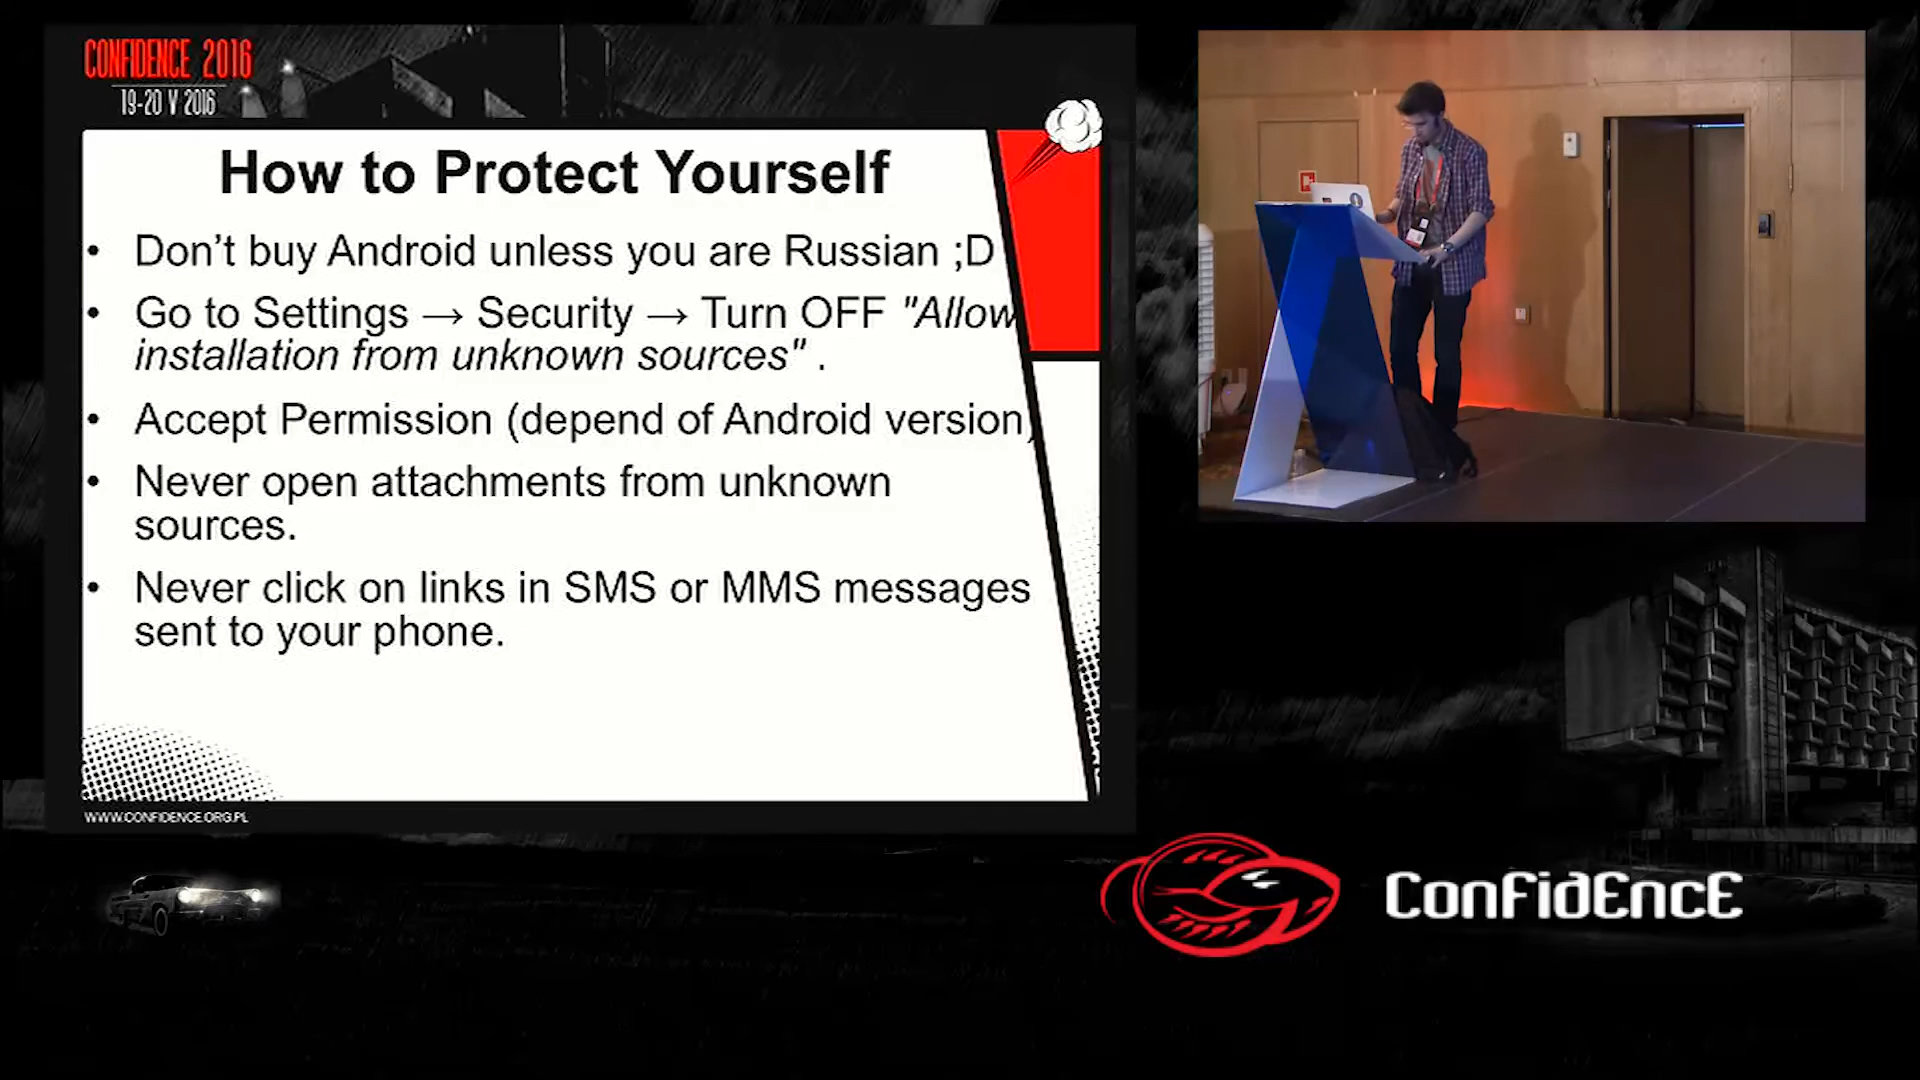 CONFIDENCE 2016
19-20 V 2016
How to Protect Yourself
• Don't buy Android unless you are Russian ;D
• Go to Settings → Security → Turn OFF "Allow
installation from unknown sources" .
• Accept Permission (depend of Android version)
• Never open attachments from unknown
sources.
• Never click on links in SMS or MMS messages
sent to your phone.
WWW.CONFIDENCE.ORG.PL
ConFidEncE